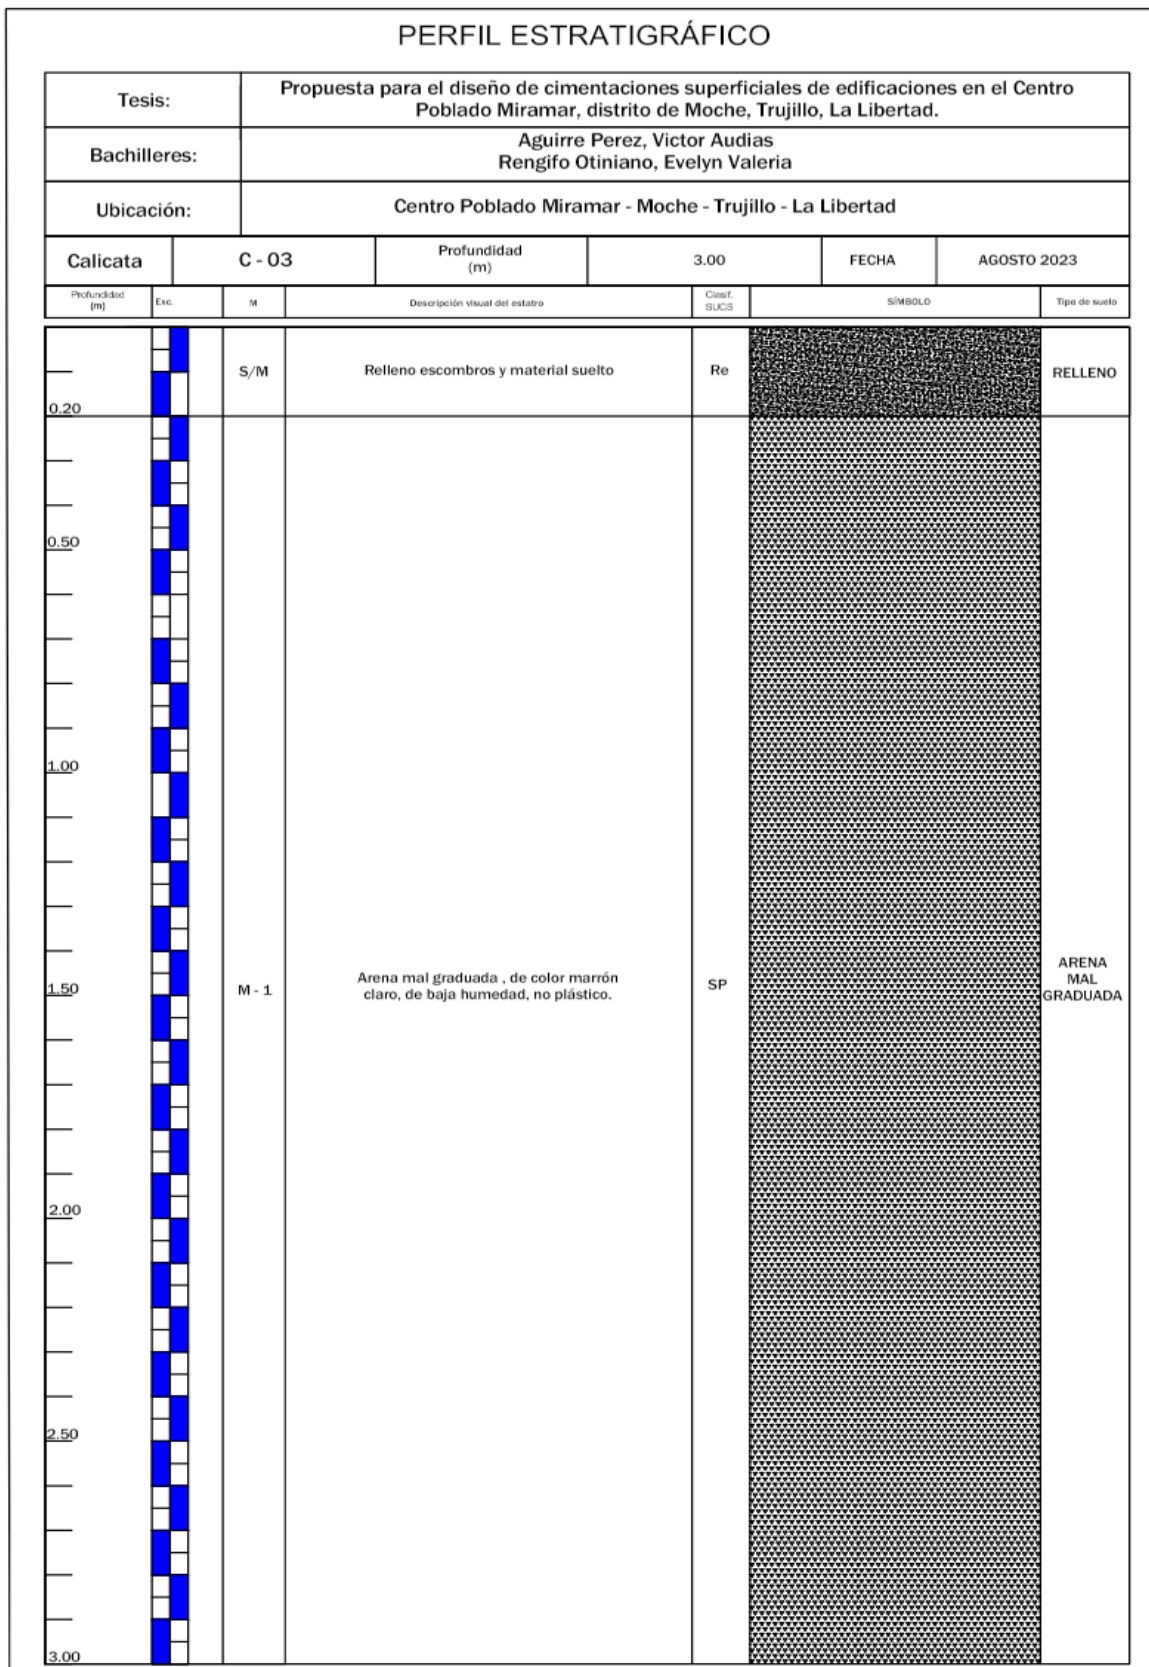 PERFIL ESTRATIGRÁFICO
Tesis:
Propuesta para el diseño de cimentaciones superficiales de edificaciones en el Centro
Poblado Miramar, distrito de Moche, Trujillo, La Libertad.
Bachilleres:
Aguirre Perez, Victor Audias
Rengifo Otiniano, Evelyn Valeria
Ubicación:
Centro Poblado Miramar - Moche - Trujillo - La Libertad
Calicata
C - 03
Profundidad
(m)
3.00
FECHA
AGOSTO 2023
Profundidad
(m)
Exc.
M
Descripción visual del estatro
Clasif.
SUCS
SÍMBOLO
Tipo de suelo
S/M
Relleno escombros y material suelto
Re
RELLENO
0.20
0.50
1.00
1.50
M - 1
Arena mal graduada , de color marrón
claro, de baja humedad, no plástico.
SP
ARENA
MAL
GRADUADA
2.00
2.50
3.00